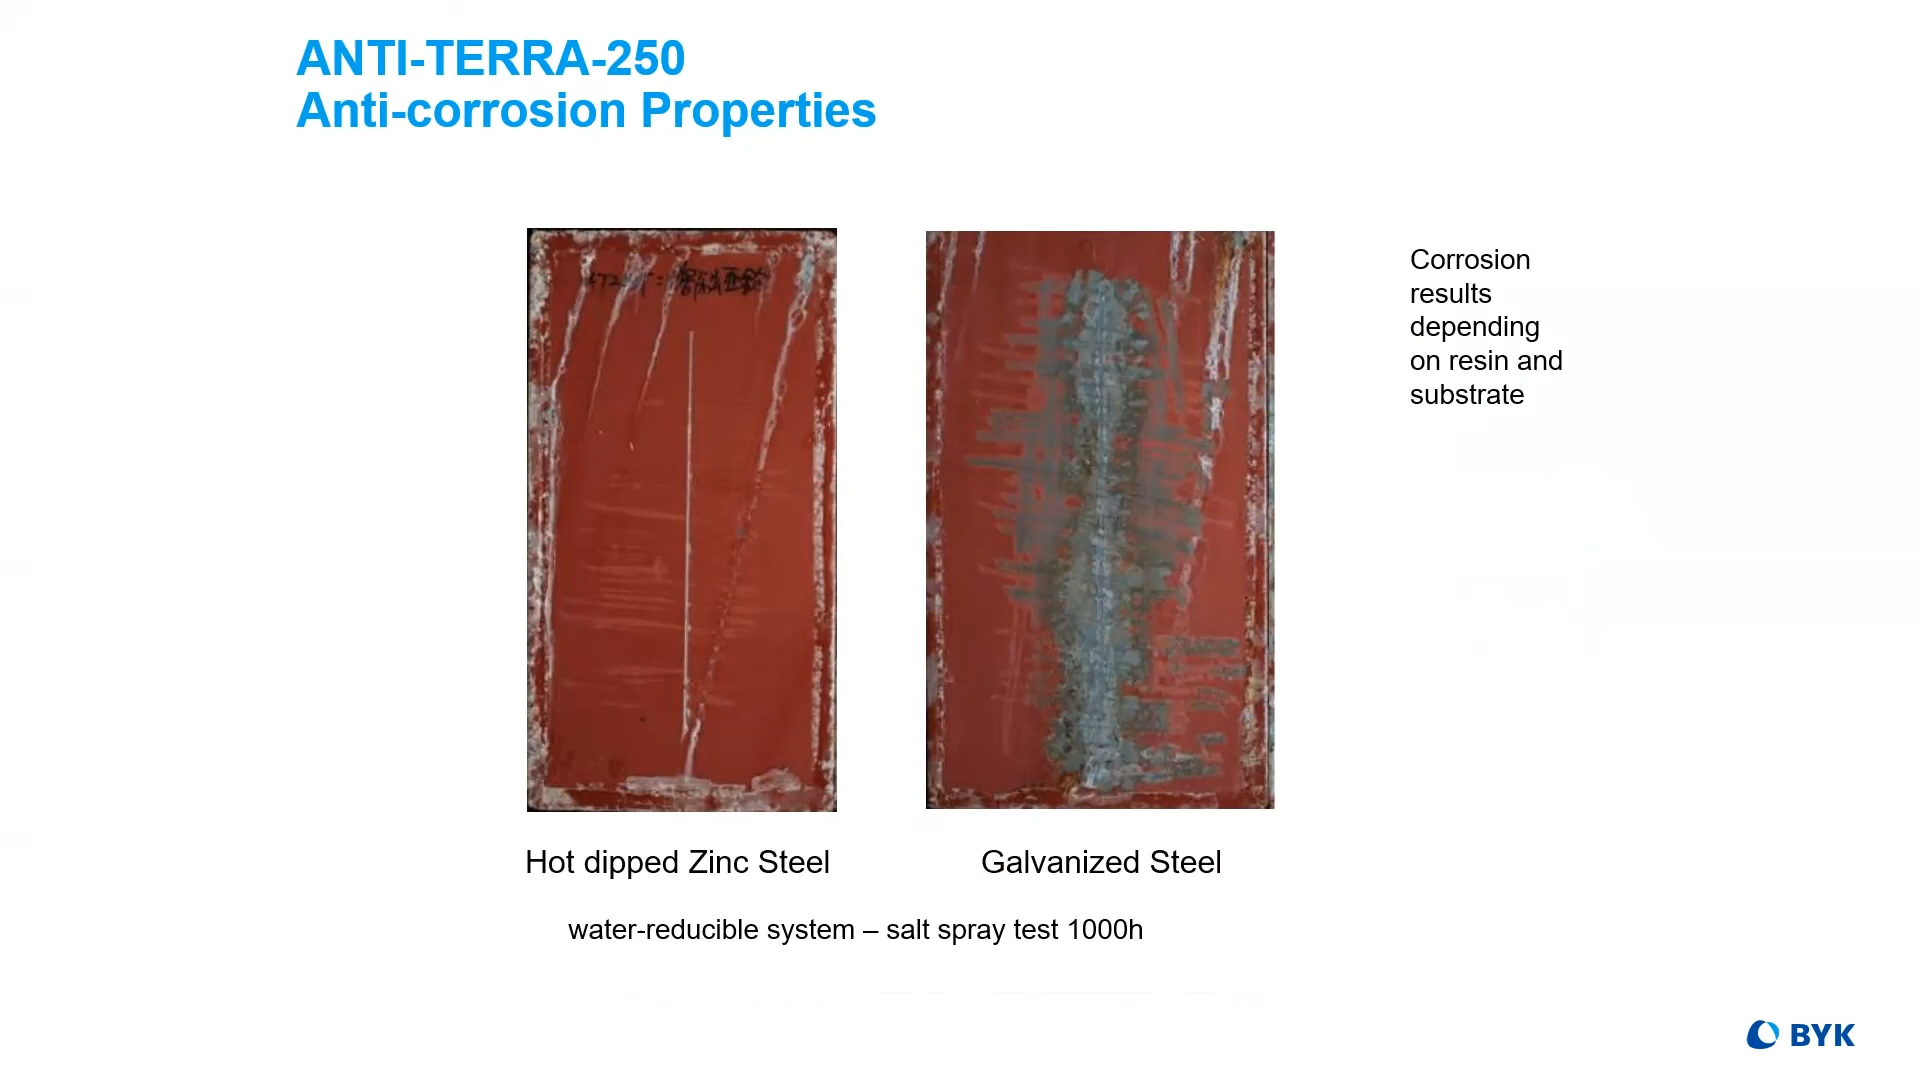 ANTI-TERRA-250
Anti-corrosion Properties
Corrosion
results
depending
on resin and
substrate
Hot dipped Zinc Steel
Galvanized Steel
water-reducible system – salt spray test 1000h
BYK